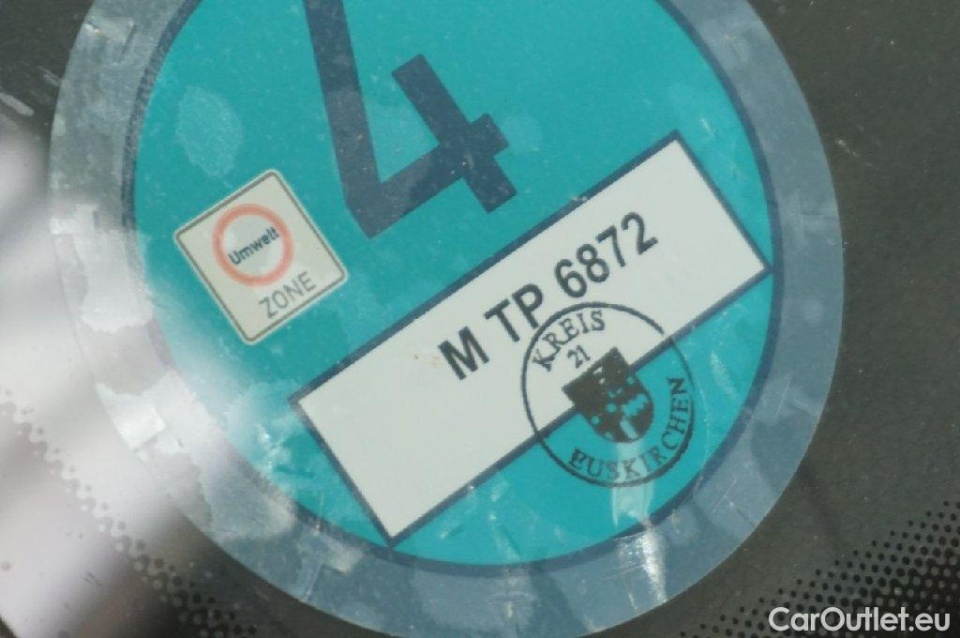 4
Umwelt
ZONE
M TP 6872
KREIS
21
EUSKIRCHEN
CarOutlet.eu